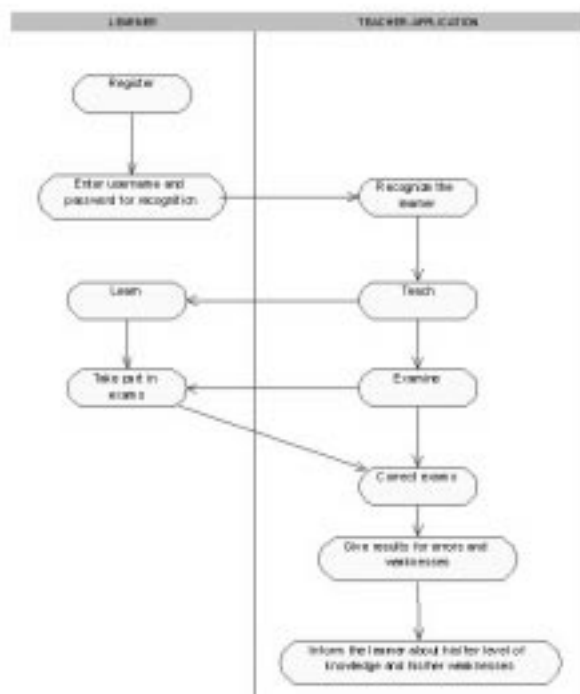 LEARNER
TEACHER-APPLICATION
Register
Enter username and
password for recognition
Recognize the
learner
Learn
Teach
Take part in
exams
Examine
Correct exams
Give results for errors and
weaknesses
Inform the learner about his/her level of
knowledge and his/her weaknesses